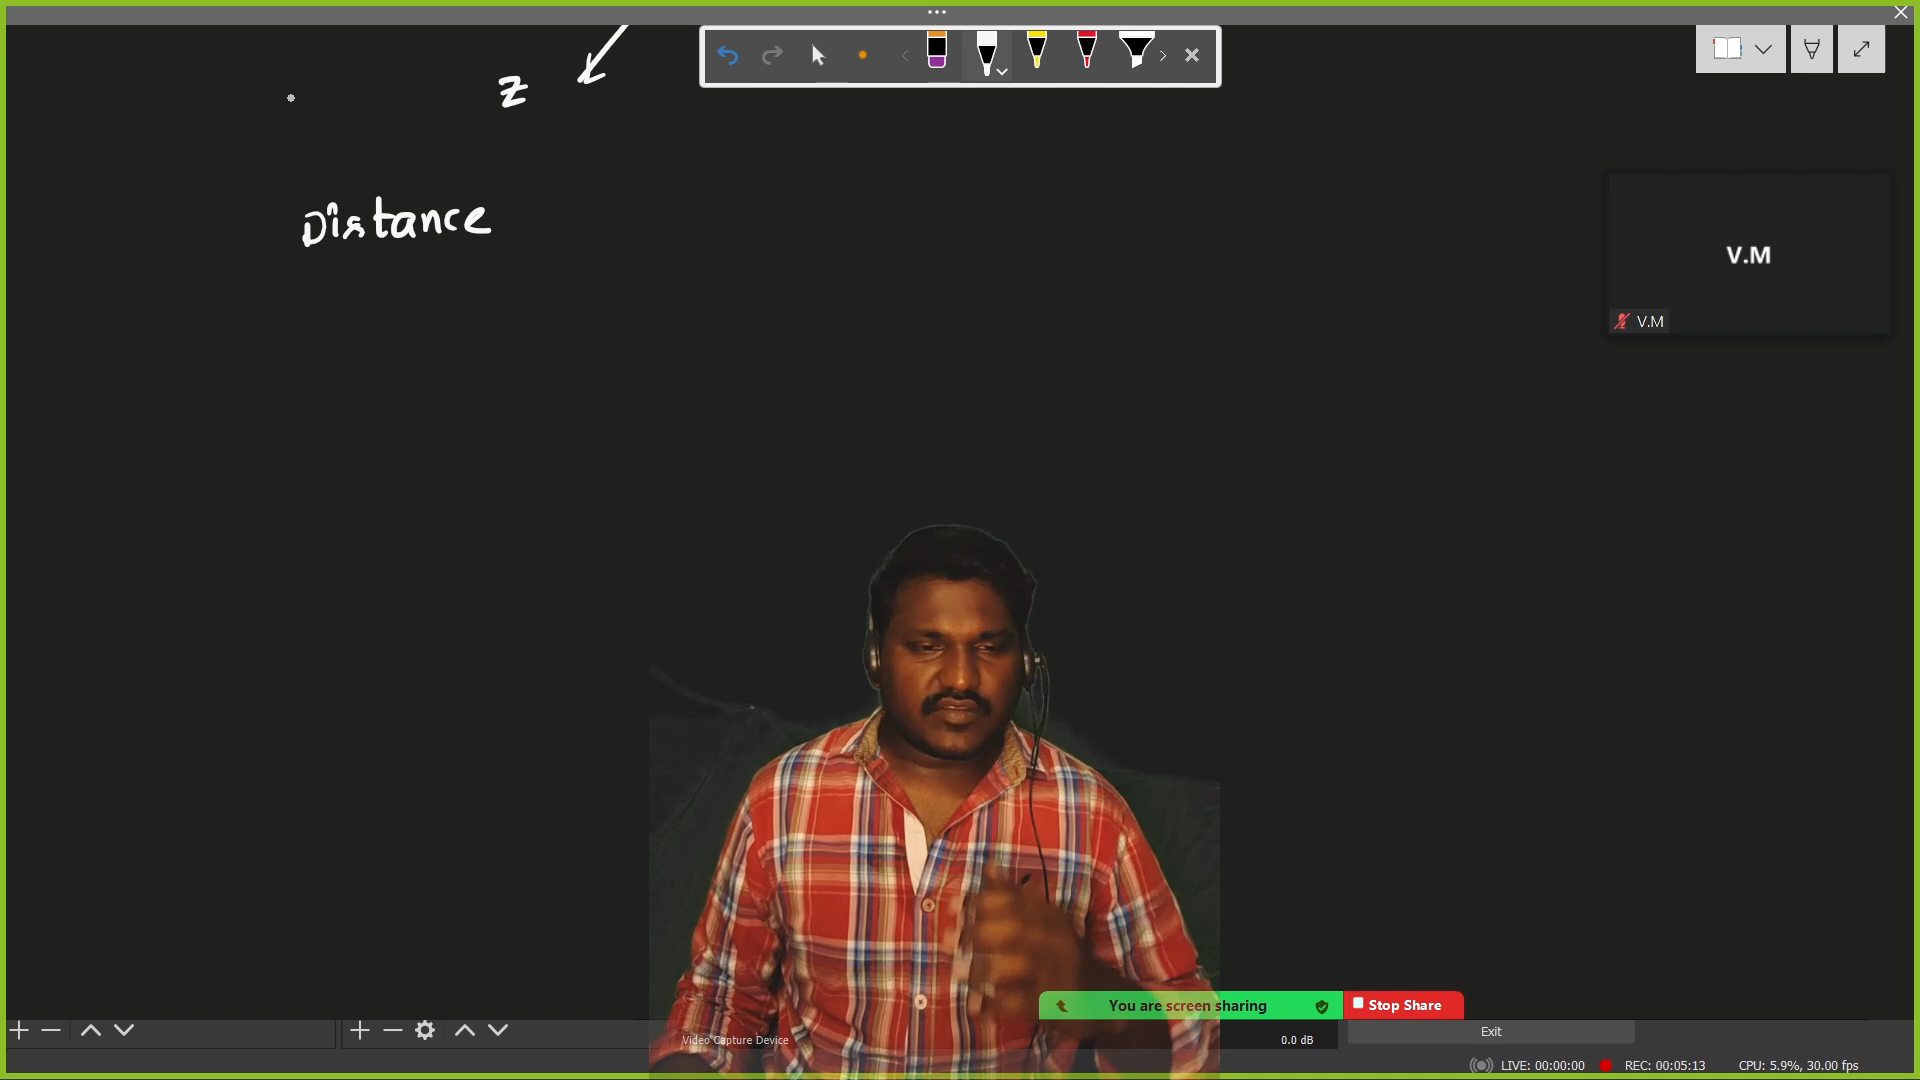 z
Distance
V.M
V.M
You are screen sharing
Stop Share
Exit
Video Capture Device
0.0 dB
LIVE: 00:00:00
REC: 00:05:13
CPU: 5.9%, 30.00 fps